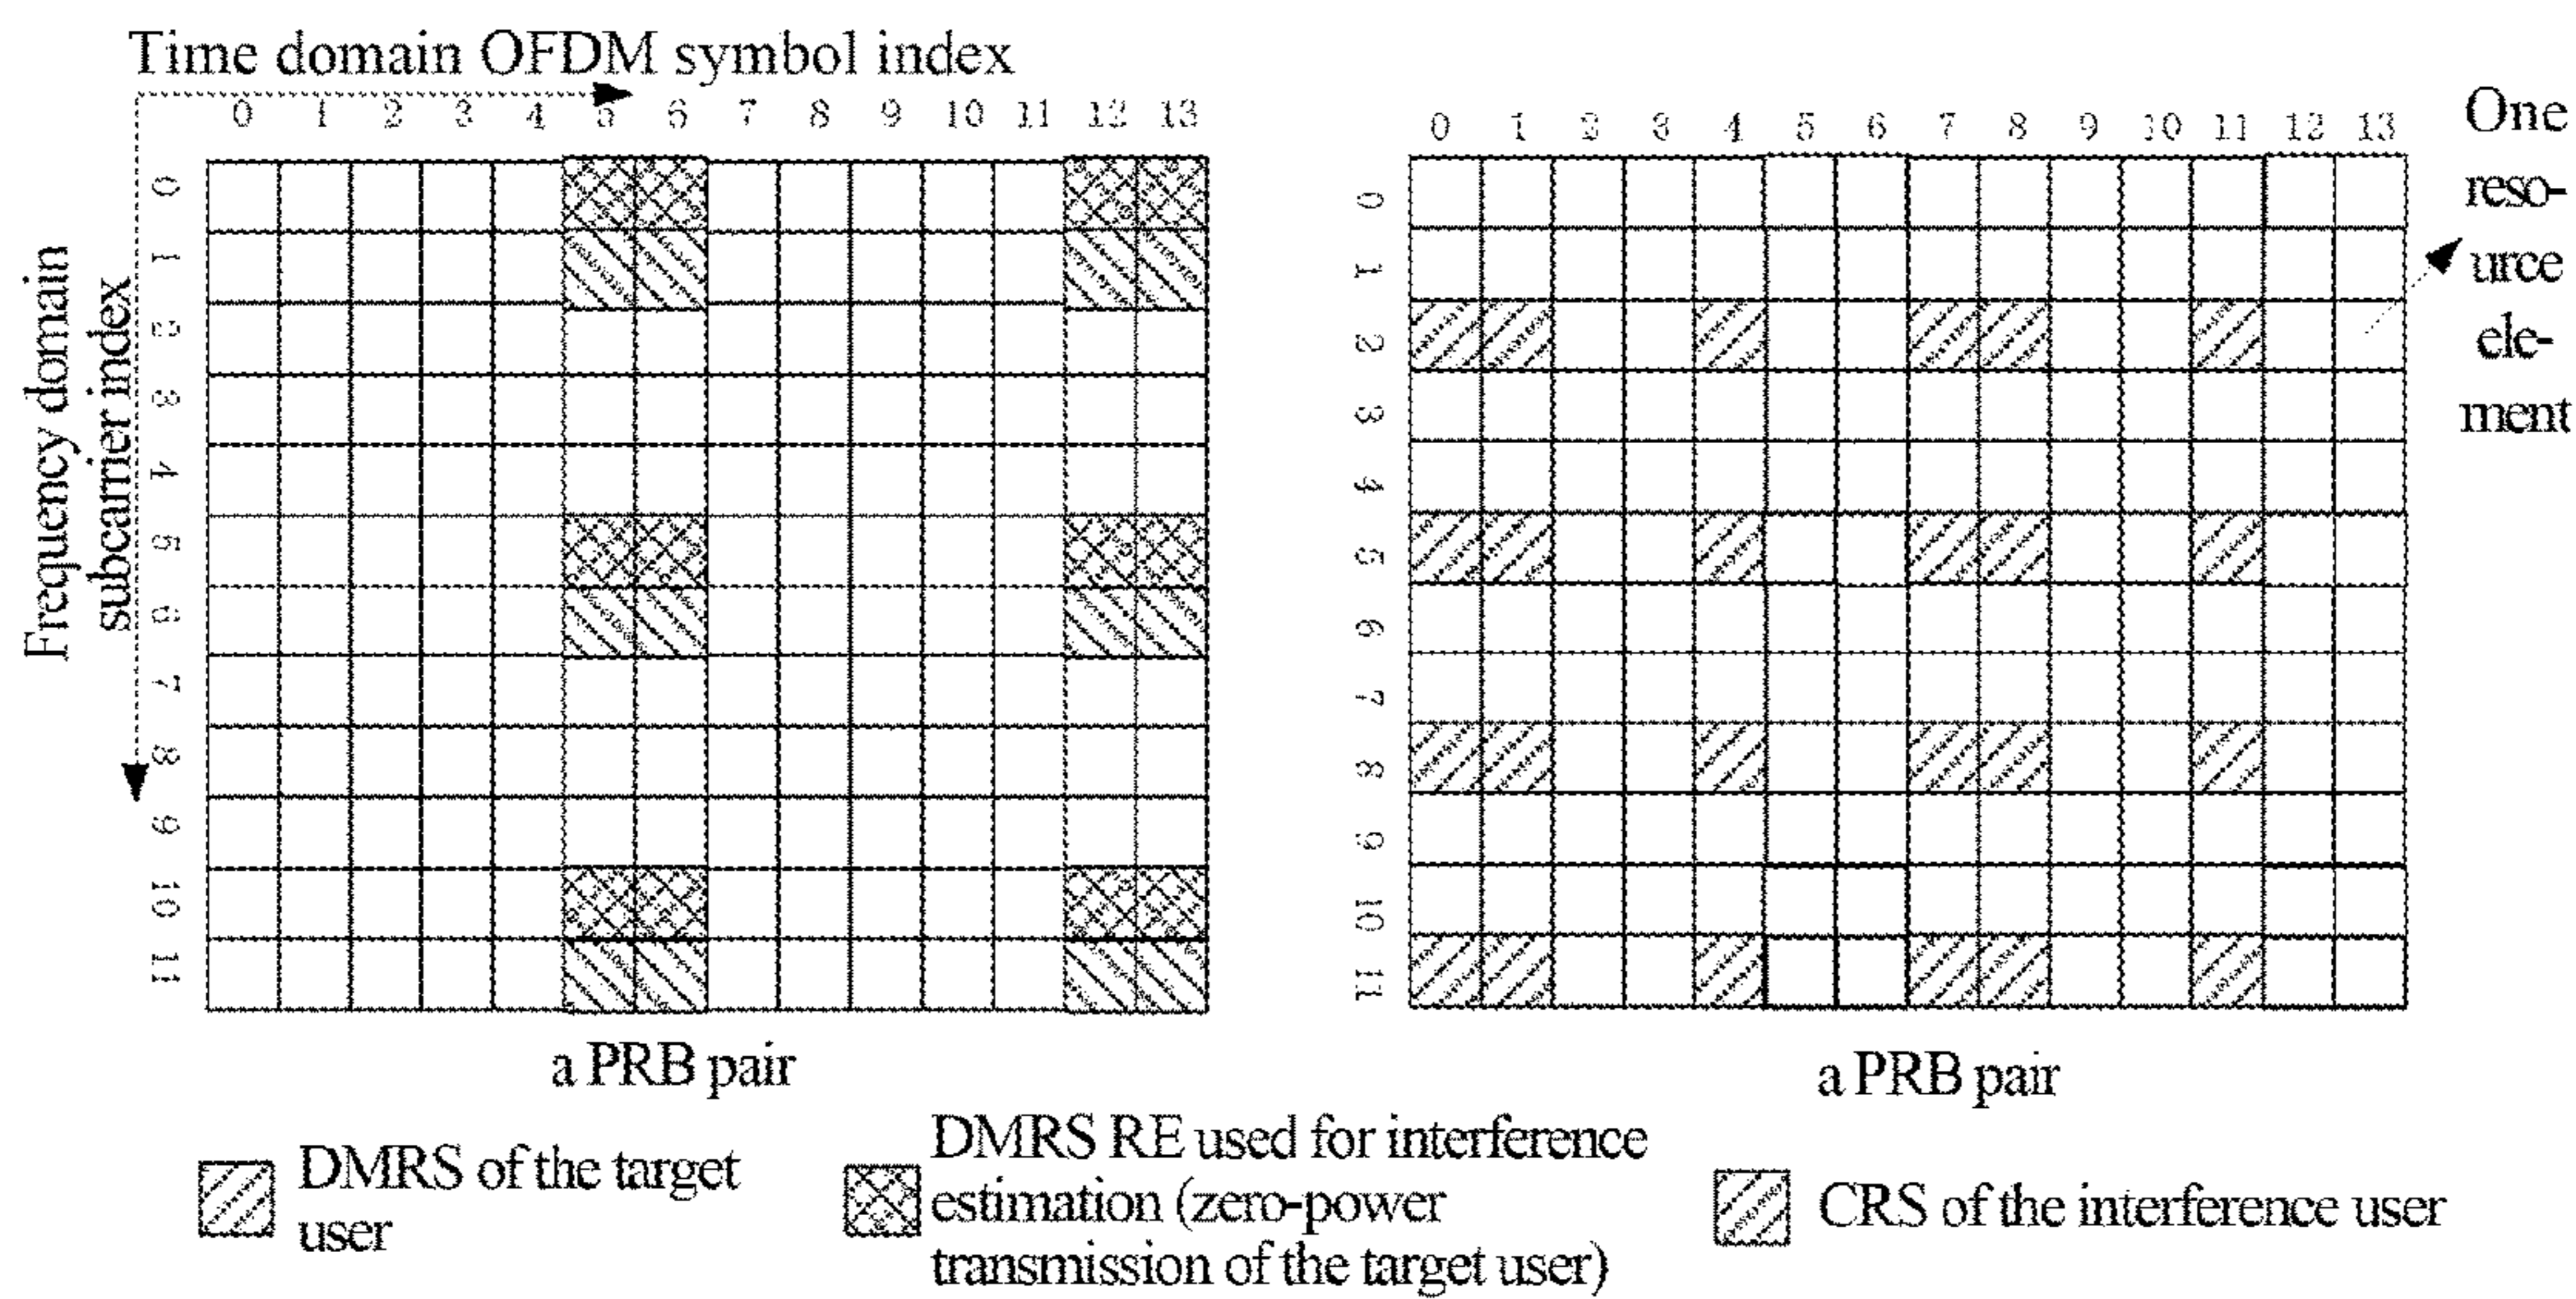 Time domain OFDM symbol index
0 1 2 3 4 5 6 7 8 9 10 11 12 13
0 1 2 3 4 5 6 7 8 9 10 11 12 13
One
reso-
urce
ele-
ment
Frequency domain
subcarrier index
0
1
2
3
4
5
6
7
8
9
10
11
0
1
2
3
4
5
6
7
8
9
10
11
a PRB pair
a PRB pair
DMRS of the target
user
DMRS RE used for interference
estimation (zero-power
transmission of the target user)
CRS of the interference user